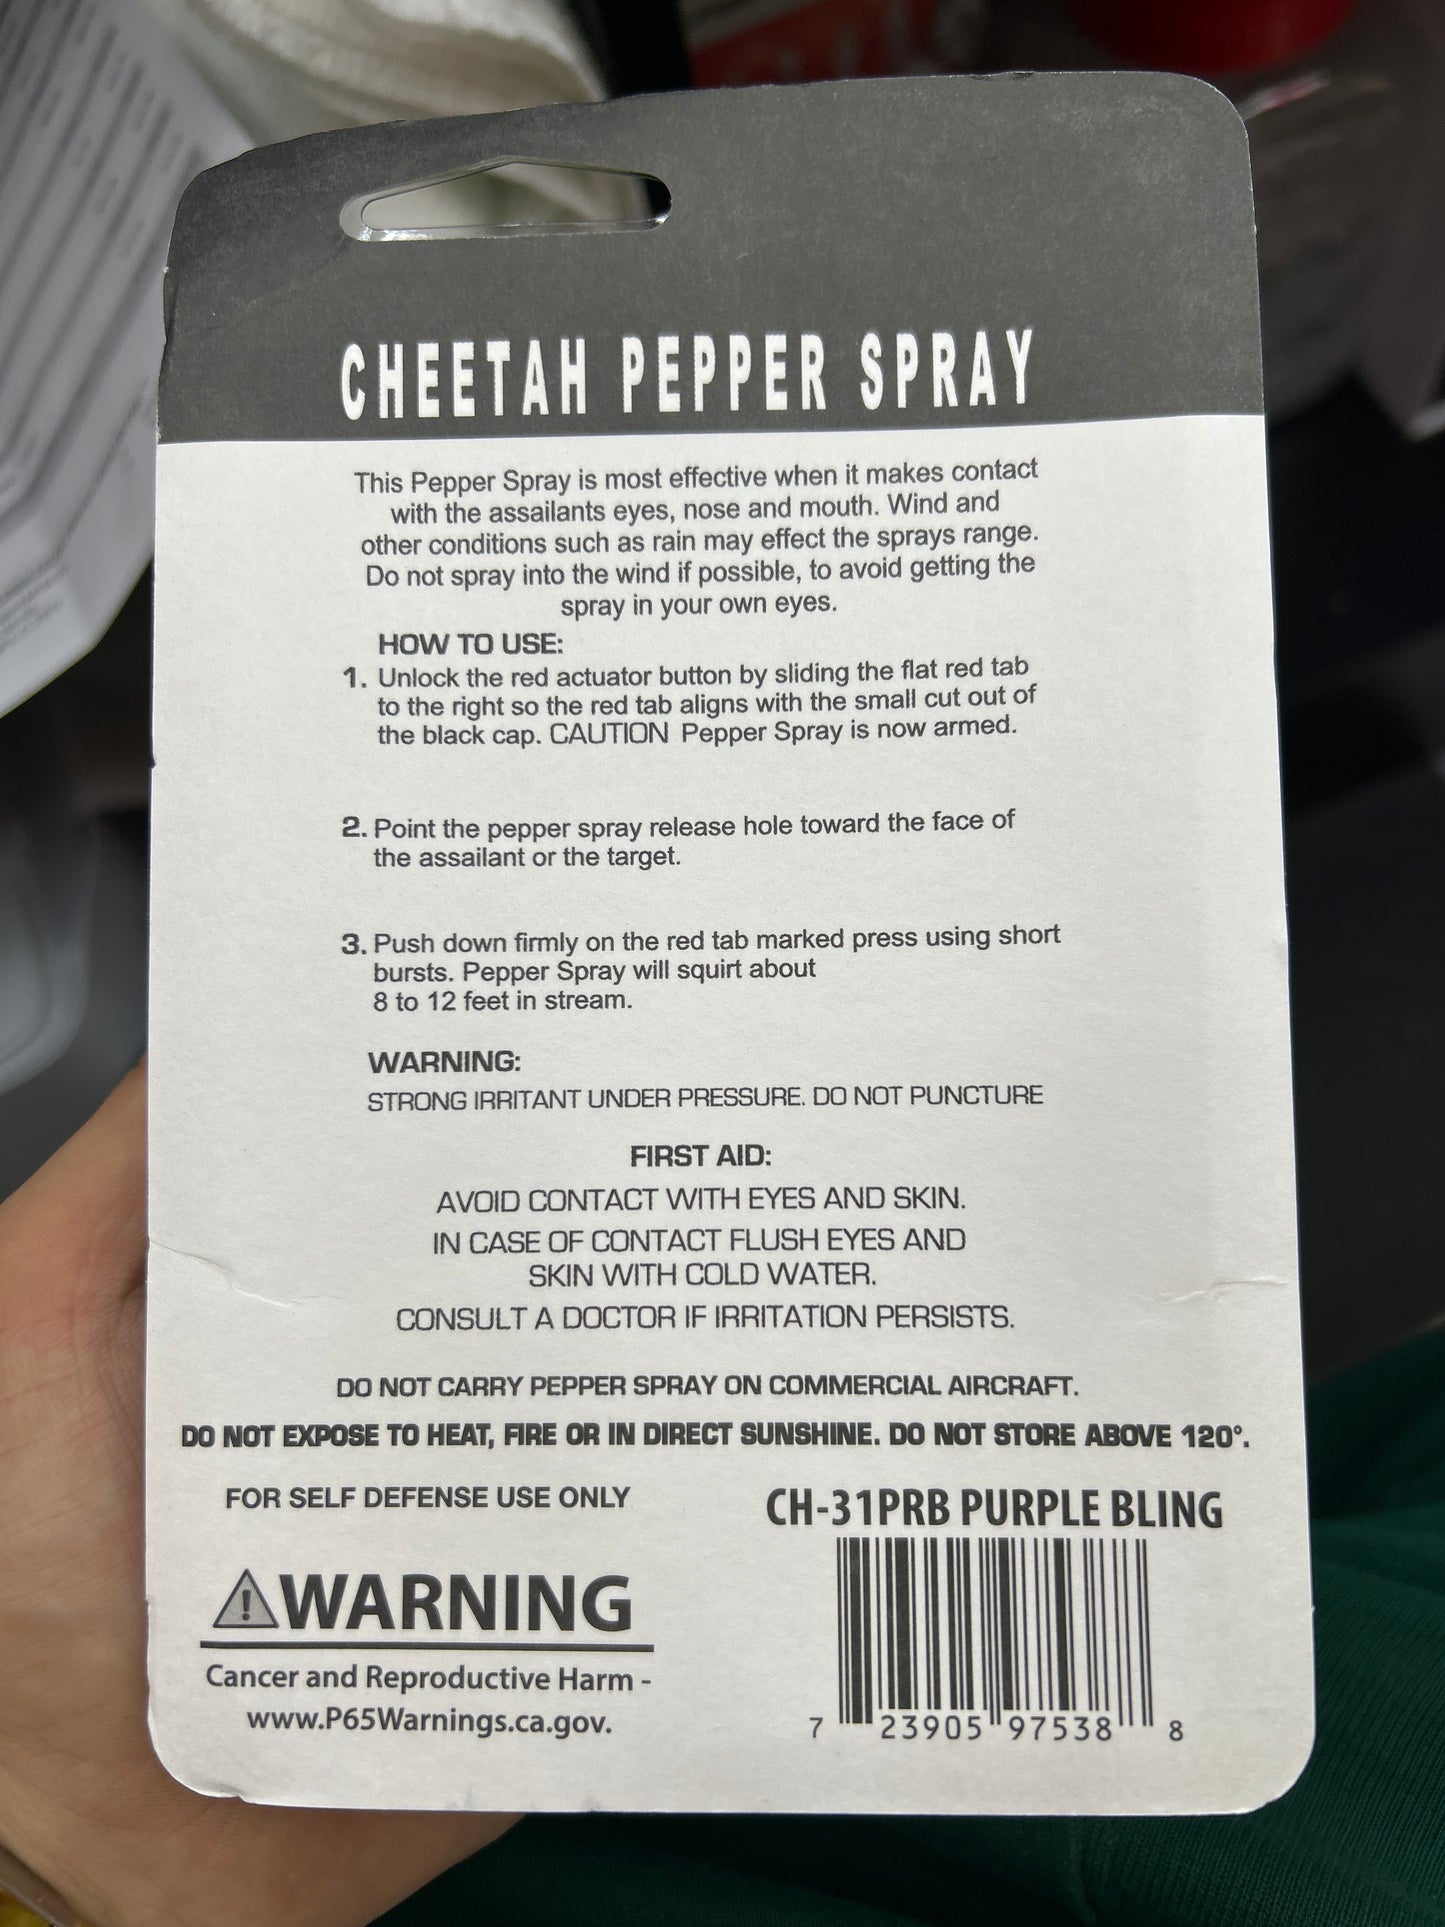 CHEETAH PEPPER SPRAY
This Pepper Spray is most effective when it makes contact
with the assailants eyes, nose and mouth. Wind and
other conditions such as rain may effect the sprays range.
Do not spray into the wind if possible, to avoid getting the
spray in your own eyes.
HOW TO USE:
1. Unlock the red actuator button by sliding the flat red tab
to the right so the red tab aligns with the small cut out of
the black cap. CAUTION Pepper Spray is now armed.
2. Point the pepper spray release hole toward the face of
the assailant or the target.
3. Push down firmly on the red tab marked press using short
bursts. Pepper Spray will squirt about
8 to 12 feet in stream.
WARNING:
STRONG IRRITANT UNDER PRESSURE. DO NOT PUNCTURE
FIRST AID:
AVOID CONTACT WITH EYES AND SKIN.
IN CASE OF CONTACT FLUSH EYES AND
SKIN WITH COLD WATER.
CONSULT A DOCTOR IF IRRITATION PERSISTS.
DO NOT CARRY PEPPER SPRAY ON COMMERCIAL AIRCRAFT.
DO NOT EXPOSE TO HEAT, FIRE OR IN DIRECT SUNSHINE. DO NOT STORE ABOVE 120°.
FOR SELF DEFENSE USE ONLY
CH-31PRB PURPLE BLING
WARNING
Cancer and Reproductive Harm -
www.P65Warnings.ca.gov.
7 23905 97538 8